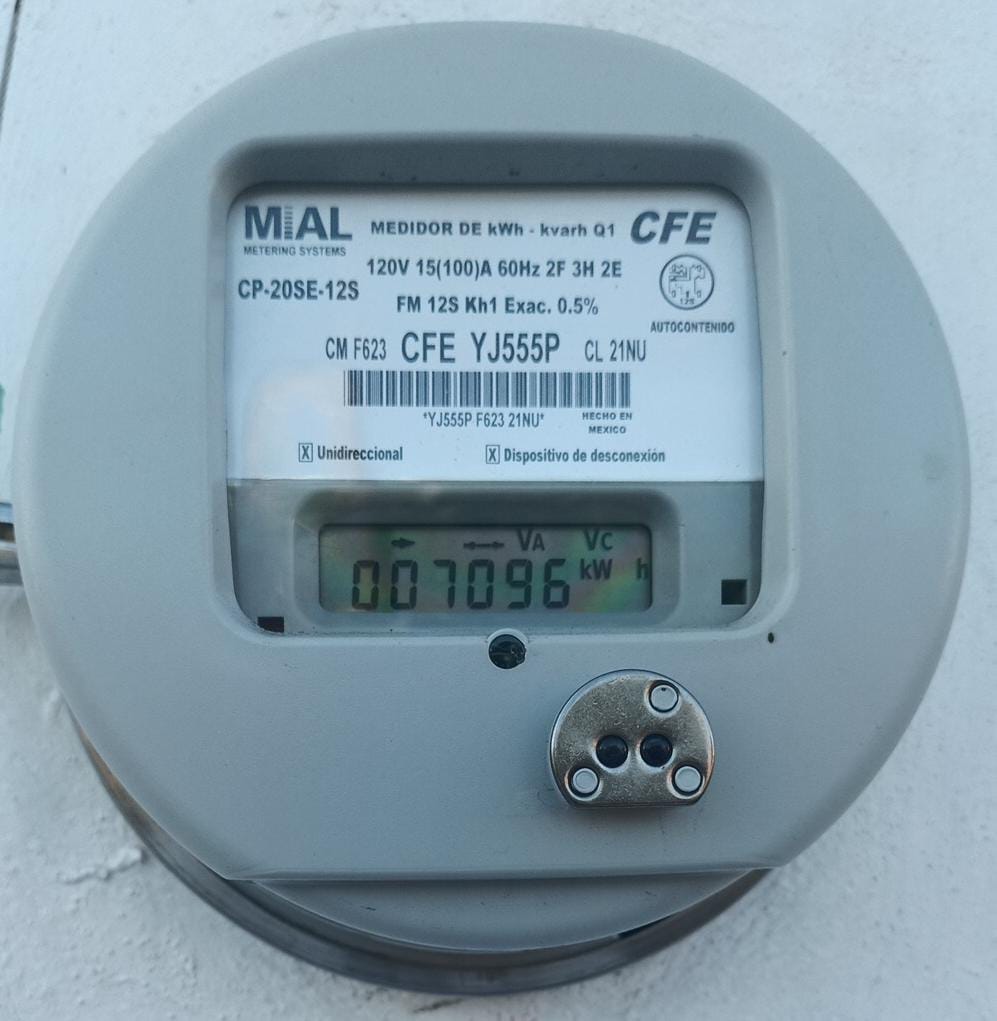 MIAL
METERING SYSTEMS
MEDIDOR DE kWh - kvarh Q1
CFE
120V 15(100)A 60Hz 2F 3H 2E
CP-20SE-12S
FM 12S Kh1 Exac. 0.5%
12S
AUTOCONTENIDO
CM F623 CFE YJ555P CL 21NU
*YJ555P F623 21NU*
HECHO EN
MEXICO
X Unidireccional
X Dispositivo de desconexión
VA VC
007096 kW h